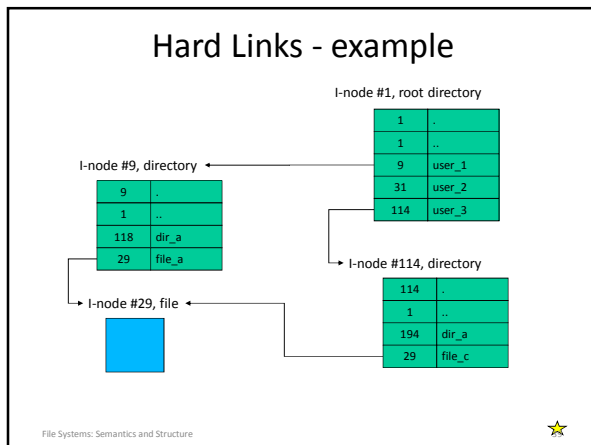 Hard Links - example
I-node #1, root directory
1 .
1 ..
9 user_1
31 user_2
114 user_3
I-node #9, directory
9 .
1 ..
118 dir_a
29 file_a
I-node #114, directory
114 .
1 ..
194 dir_a
29 file_c
I-node #29, file
File Systems: Semantics and Structure